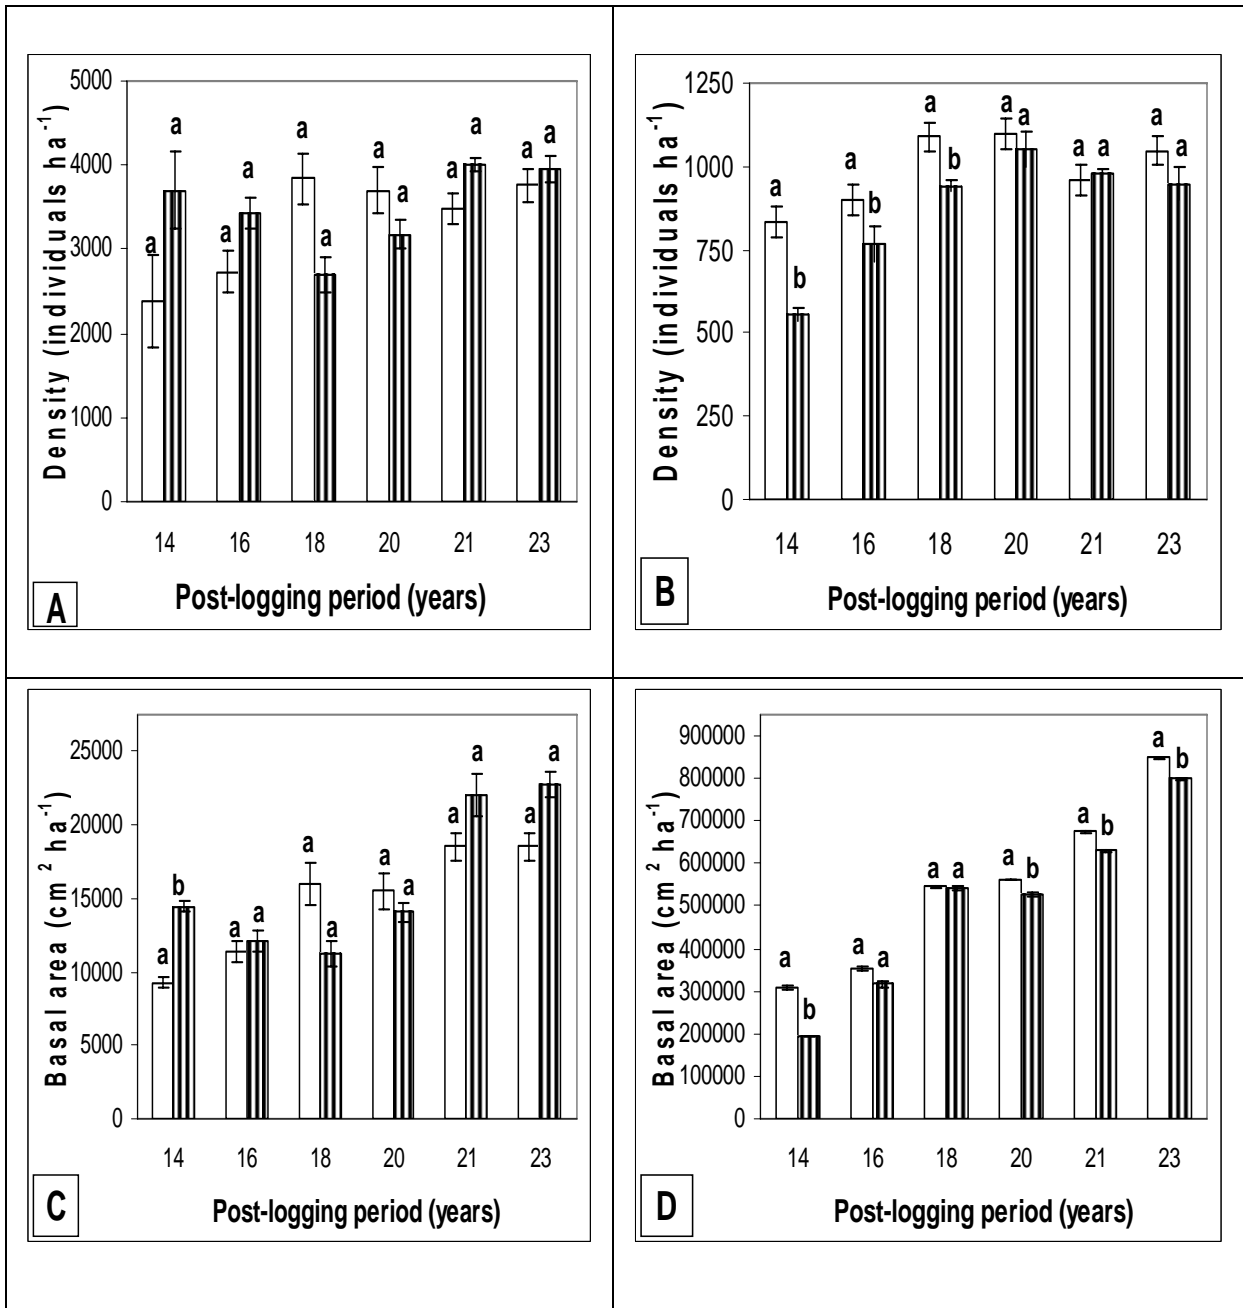 5000
4000
3000
2000
1000
0
Density (individuals ha⁻¹)
a a a a a a a a a a a a
14 16 18 20 21 23
Post-logging period (years)
A
1250
1000
750
500
250
0
Density (individuals ha⁻¹)
a b a b a b a a a a a a
14 16 18 20 21 23
Post-logging period (years)
B
25000
20000
15000
10000
5000
0
Basal area (cm² ha⁻¹)
a b a a a a a a a a a a
14 16 18 20 21 23
Post-logging period (years)
C
900000
800000
700000
600000
500000
400000
300000
200000
100000
0
Basal area (cm² ha⁻¹)
a b a a a a a b a b a b
14 16 18 20 21 23
Post-logging period (years)
D